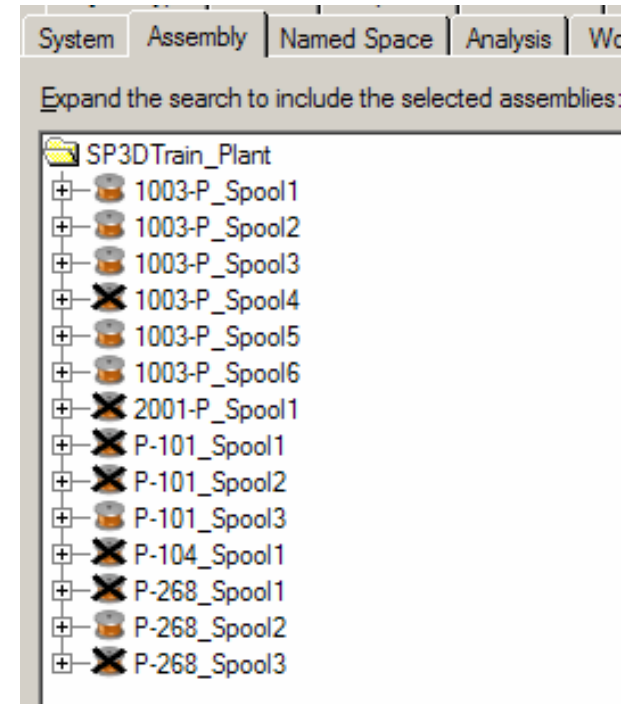 System Assembly Named Space Analysis
Expand the search to include the selected assemblies:
SP3DTrain_Plant
1003-P_Spool1
1003-P_Spool2
1003-P_Spool3
1003-P_Spool4
1003-P_Spool5
1003-P_Spool6
2001-P_Spool1
P-101_Spool1
P-101_Spool2
P-101_Spool3
P-104_Spool1
P-268_Spool1
P-268_Spool2
P-268_Spool3